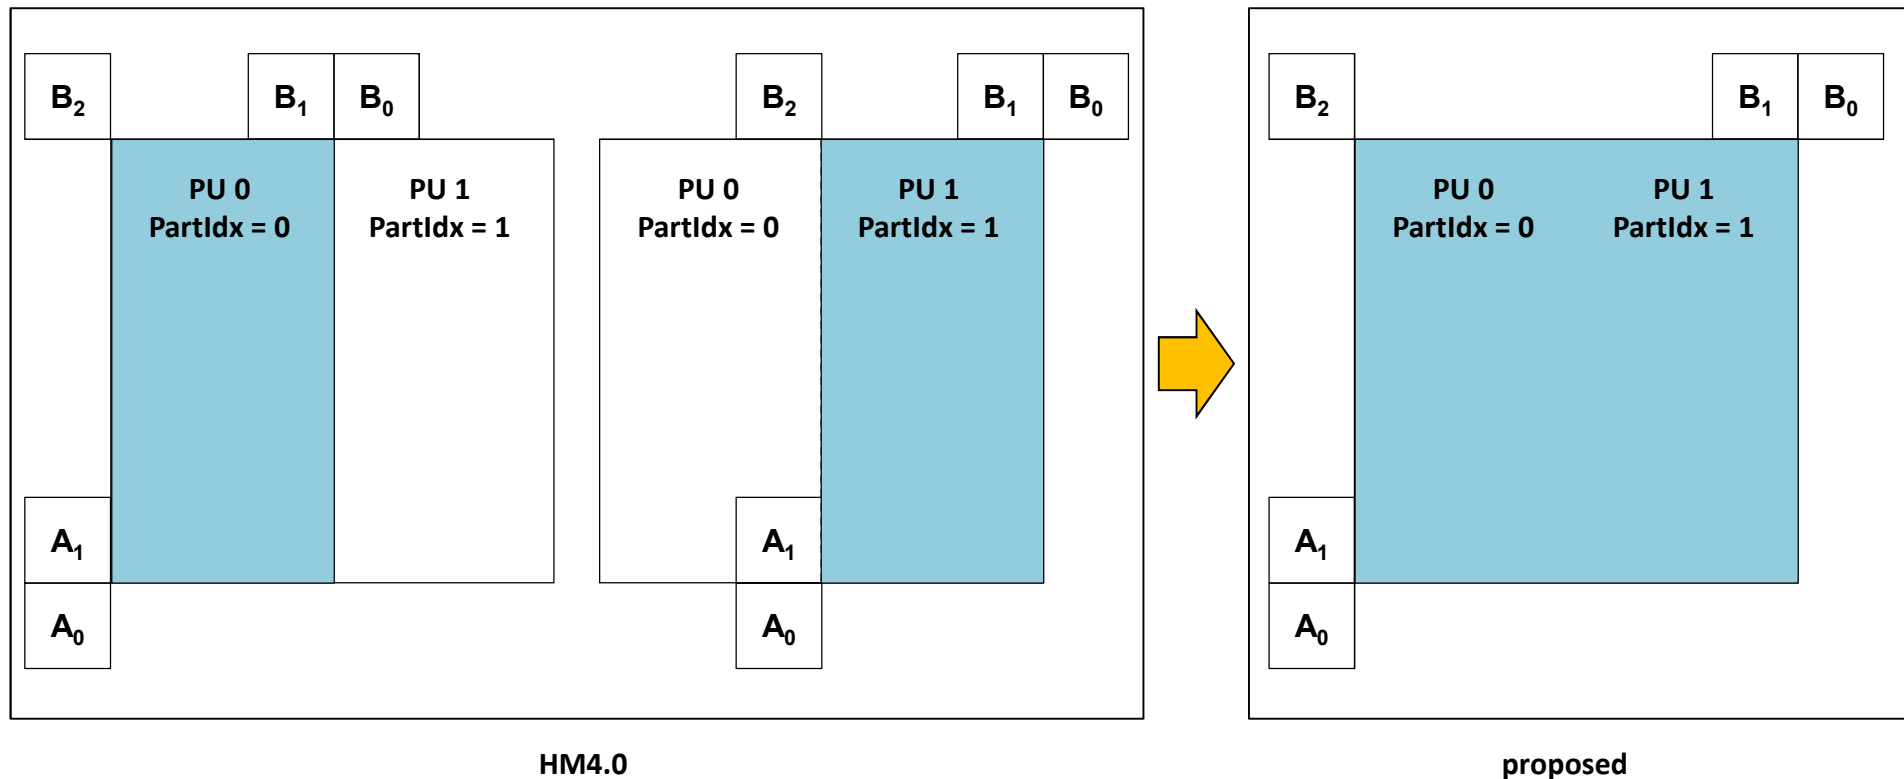 B₂ B₁ B₀ B₂ B₁ B₀ B₂ B₁ B₀
PU 0 PU 1 PU 0 PU 1 PU 0 PU 1
PartIdx = 0 PartIdx = 1 PartIdx = 0 PartIdx = 1 PartIdx = 0 PartIdx = 1
A₁ A₁ A₁
A₀ A₀ A₀
HM4.0 proposed